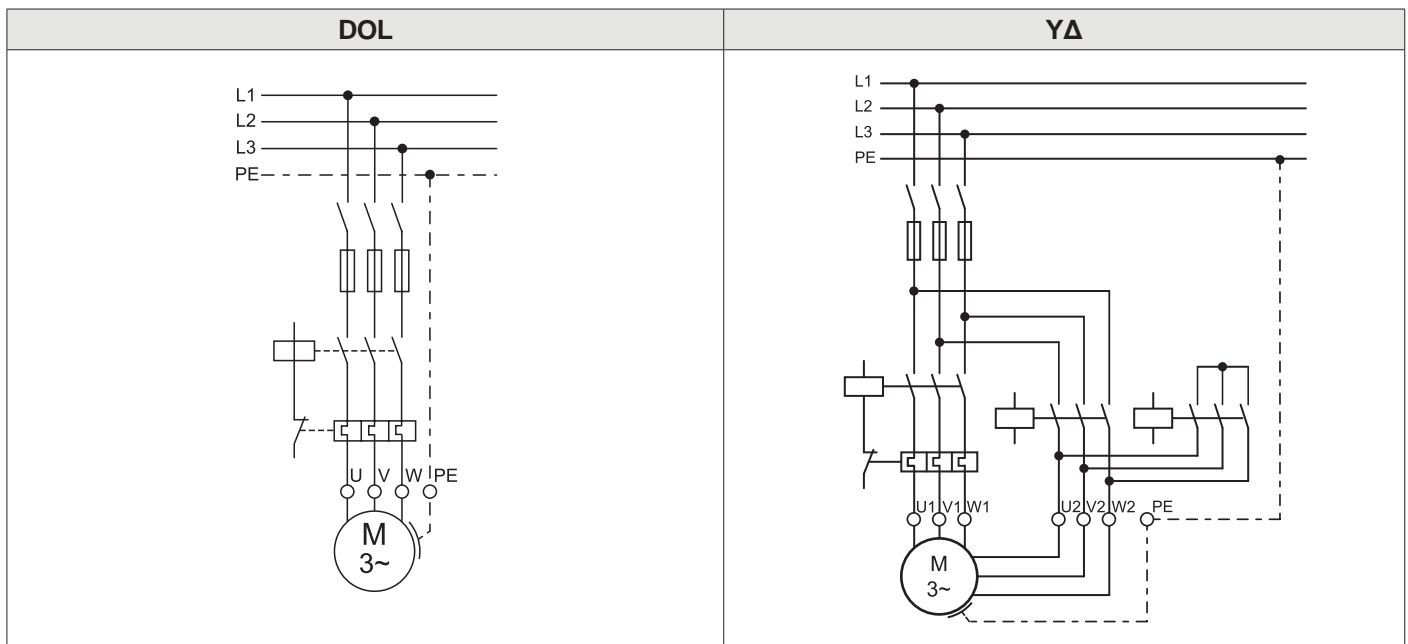 DOL
YΔ
L1
L2
L3
PE
U V W PE
M
3~
L1
L2
L3
PE
U1 V1 W1 U2 V2 W2 PE
M
3~